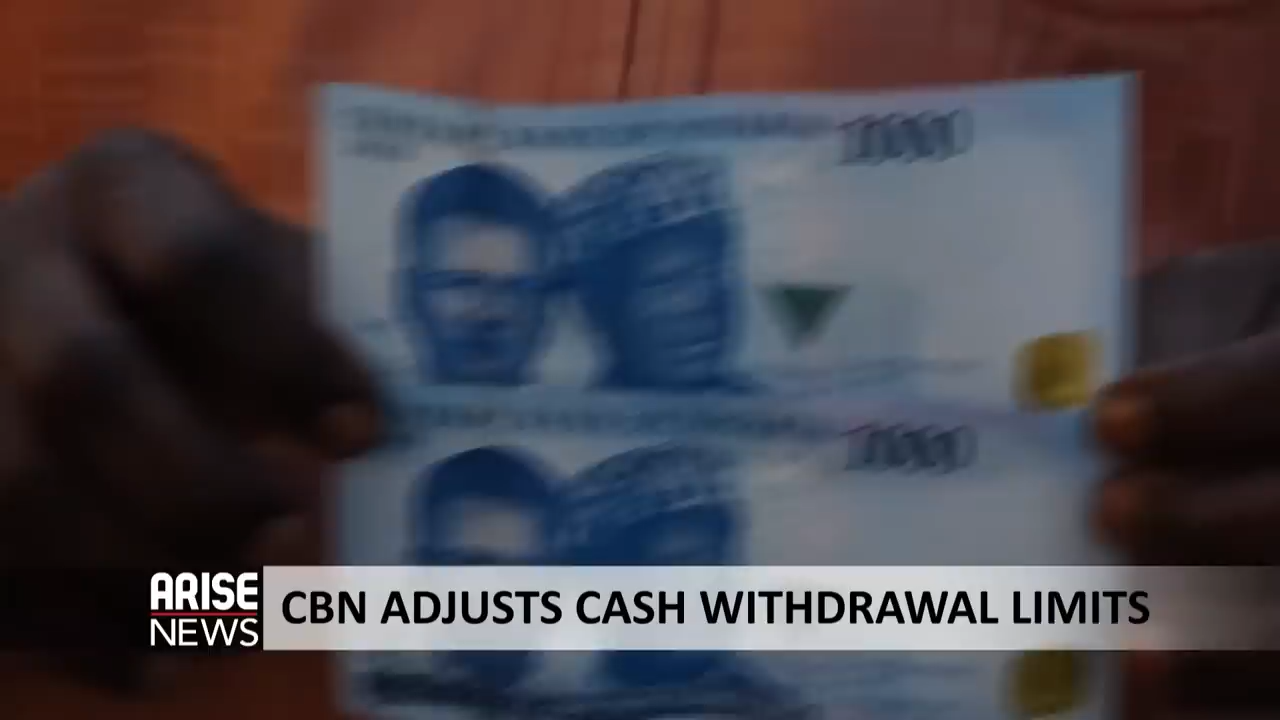 1000
1000
ARISE
NEWS
CBN ADJUSTS CASH WITHDRAWAL LIMITS